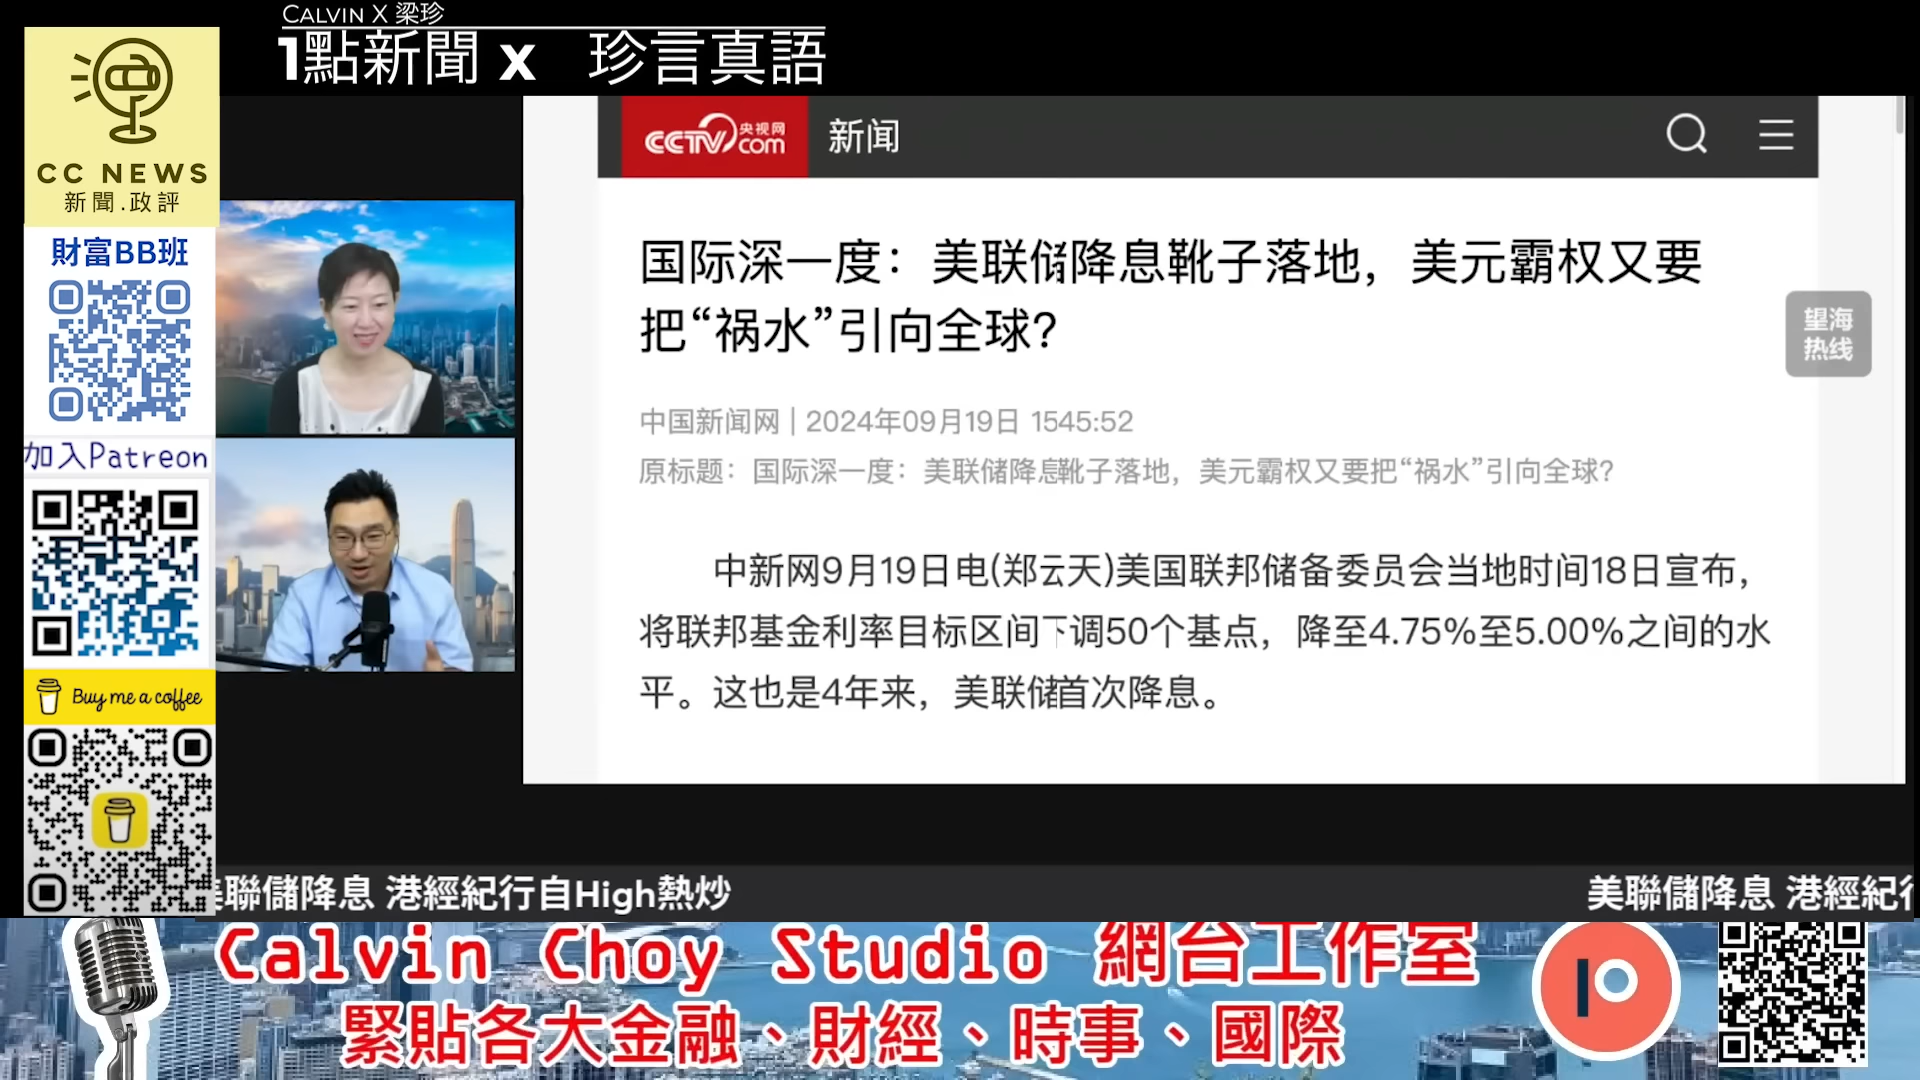 CALVIN X 梁珍
1點新聞 x 珍言真語
CC NEWS
新聞.政評
財富BB班
加入Patreon
Buy me a coffee
CCTV.com 央视网
新闻
国际深一度：美联储降息靴子落地，美元霸权又要
把“祸水”引向全球？
望海
热线
中国新闻网 | 2024年09月19日 1545:52
原标题：国际深一度：美联储降息靴子落地，美元霸权又要把“祸水”引向全球？
中新网9月19日电(郑云天)美国联邦储备委员会当地时间18日宣布，
将联邦基金利率目标区间下调50个基点，降至4.75%至5.00%之间的水
平。这也是4年来，美联储首次降息。
美聯儲降息 港經紀行自High熱炒
美聯儲降息 港經紀行
Calvin Choy Studio 網台工作室
緊貼各大金融、財經、時事、國際